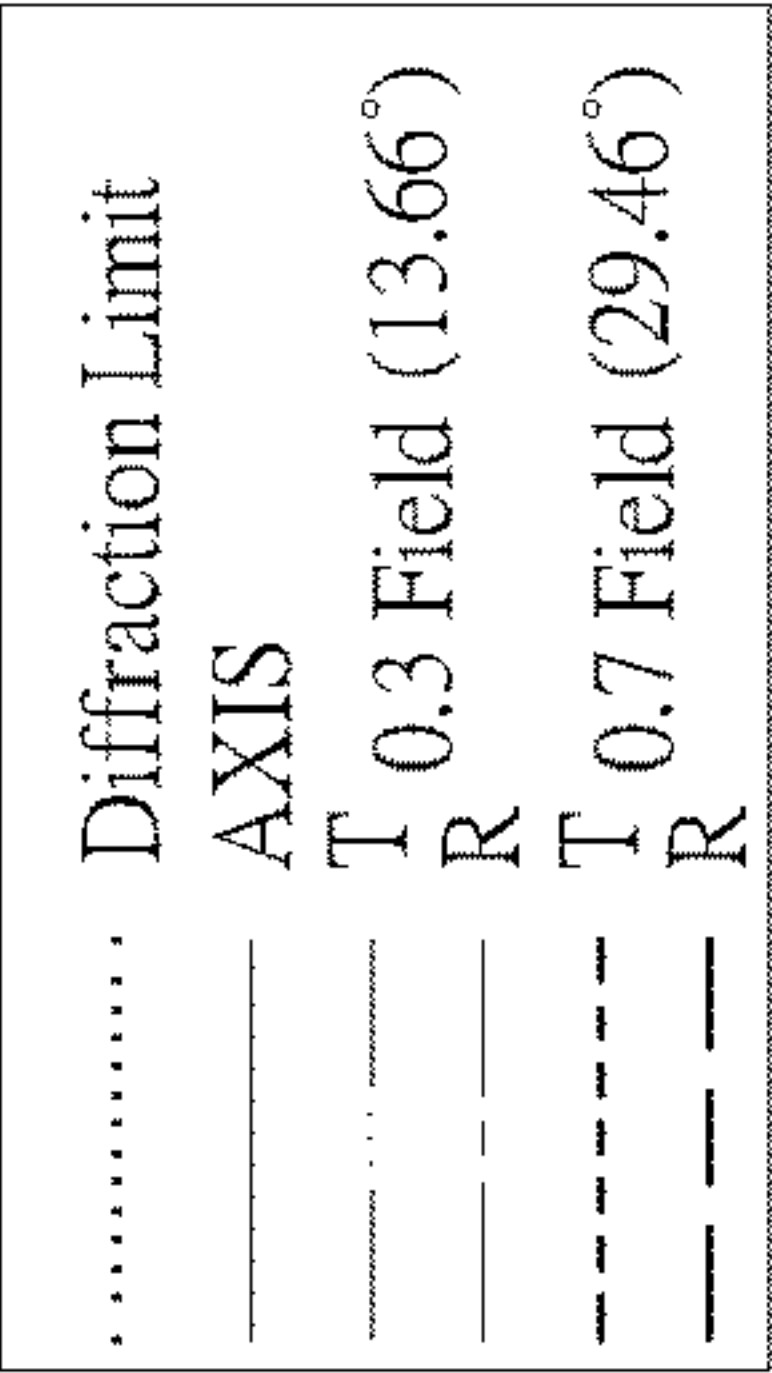 Diffraction Limit
AXIS
T 0.3 Field (13.66°)
R
T 0.7 Field (29.46°)
R